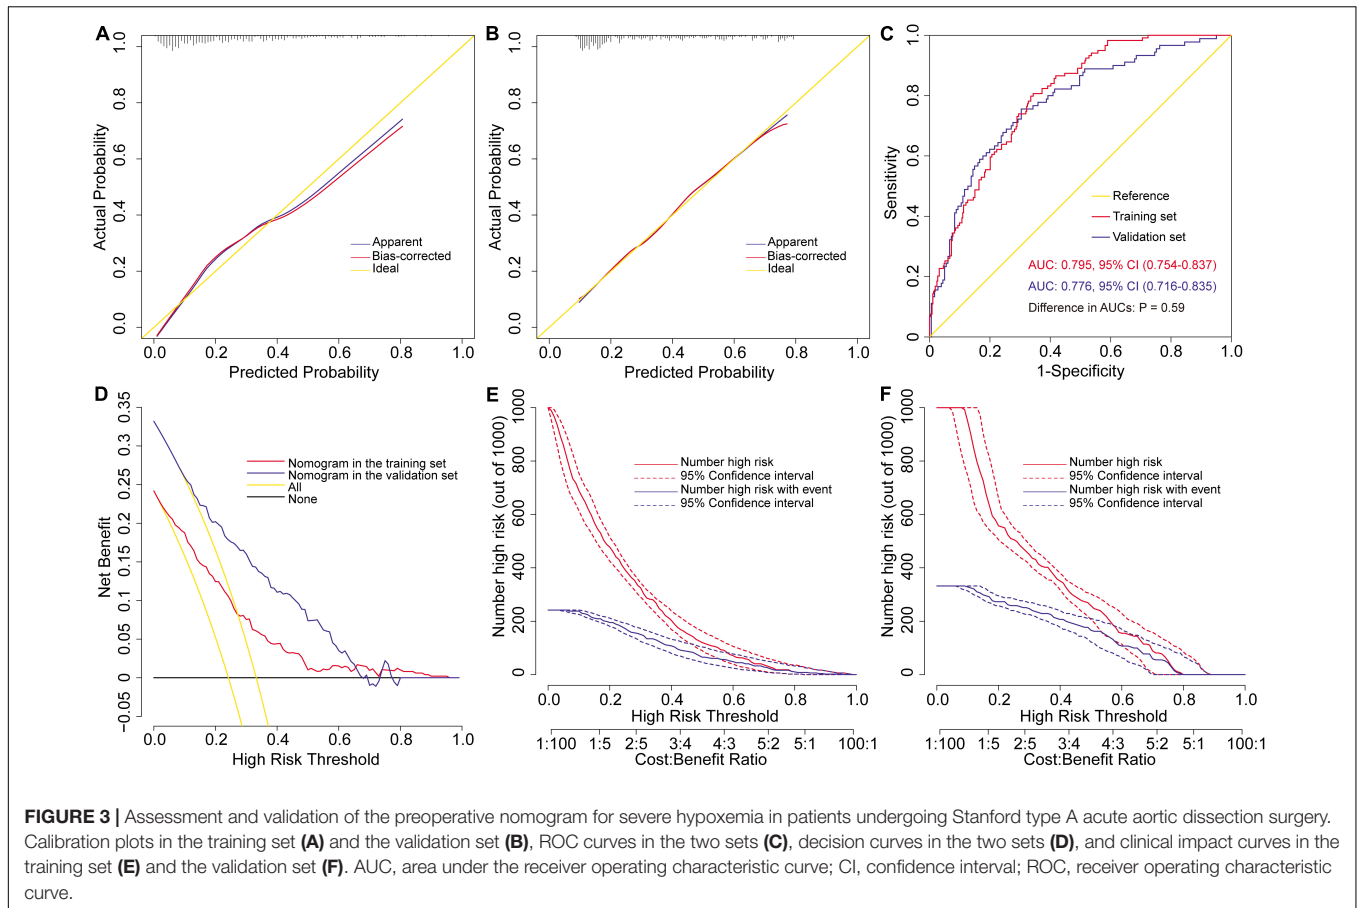 A
1.0
0.8
0.6
0.4
0.2
0.0
Actual Probability
Apparent
Bias-corrected
Ideal
0.0 0.2 0.4 0.6 0.8 1.0
Predicted Probability
B
1.0
0.8
0.6
0.4
0.2
0.0
Actual Probability
Apparent
Bias-corrected
Ideal
0.0 0.2 0.4 0.6 0.8 1.0
Predicted Probability
C
1.0
0.8
0.6
0.4
0.2
0
Sensitivity
Reference
Training set
Validation set
AUC: 0.795, 95% CI (0.754-0.837)
AUC: 0.776, 95% CI (0.716-0.835)
Difference in AUCs: P = 0.59
0 0.2 0.4 0.6 0.8 1.0
1-Specificity
D
0.35
0.3
0.25
0.2
0.15
0.1
0.05
0
−0.05
Net Benefit
Nomogram in the training set
Nomogram in the validation set
All
None
0.0 0.2 0.4 0.6 0.8 1.0
High Risk Threshold
E
1000
800
600
400
200
0
Number high risk (out of 1000)
Number high risk
95% Confidence interval
Number high risk with event
95% Confidence interval
0.0 0.2 0.4 0.6 0.8 1.0
High Risk Threshold
1:100 1:5 2:5 3:4 4:3 5:2 5:1 100:1
Cost:Benefit Ratio
F
1000
800
600
400
200
0
Number high risk (out of 1000)
Number high risk
95% Confidence interval
Number high risk with event
95% Confidence interval
0.0 0.2 0.4 0.6 0.8 1.0
High Risk Threshold
1:100 1:5 2:5 3:4 4:3 5:2 5:1 100:1
Cost:Benefit Ratio
FIGURE 3 | Assessment and validation of the preoperative nomogram for severe hypoxemia in patients undergoing Stanford type A acute aortic dissection surgery.
Calibration plots in the training set (A) and the validation set (B), ROC curves in the two sets (C), decision curves in the two sets (D), and clinical impact curves in the
training set (E) and the validation set (F). AUC, area under the receiver operating characteristic curve; CI, confidence interval; ROC, receiver operating characteristic
curve.